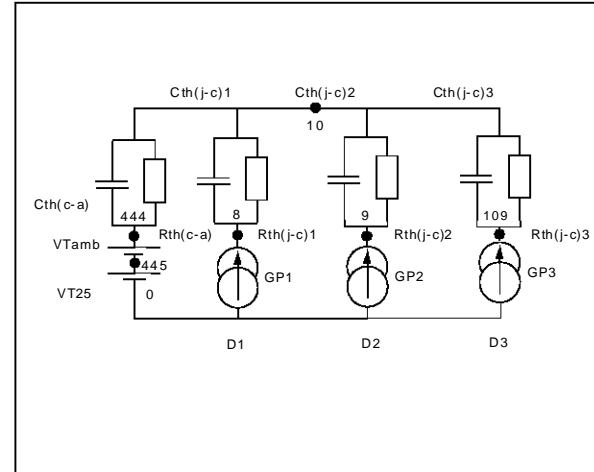 Cth(j-c)1 Cth(j-c)2 Cth(j-c)3
10
Cth(c-a)
444 8 9 109
VTamb Rth(c-a) Rth(j-c)1 Rth(j-c)2 Rth(j-c)3
445 GP1 GP2 GP3
VT25 0
D1 D2 D3